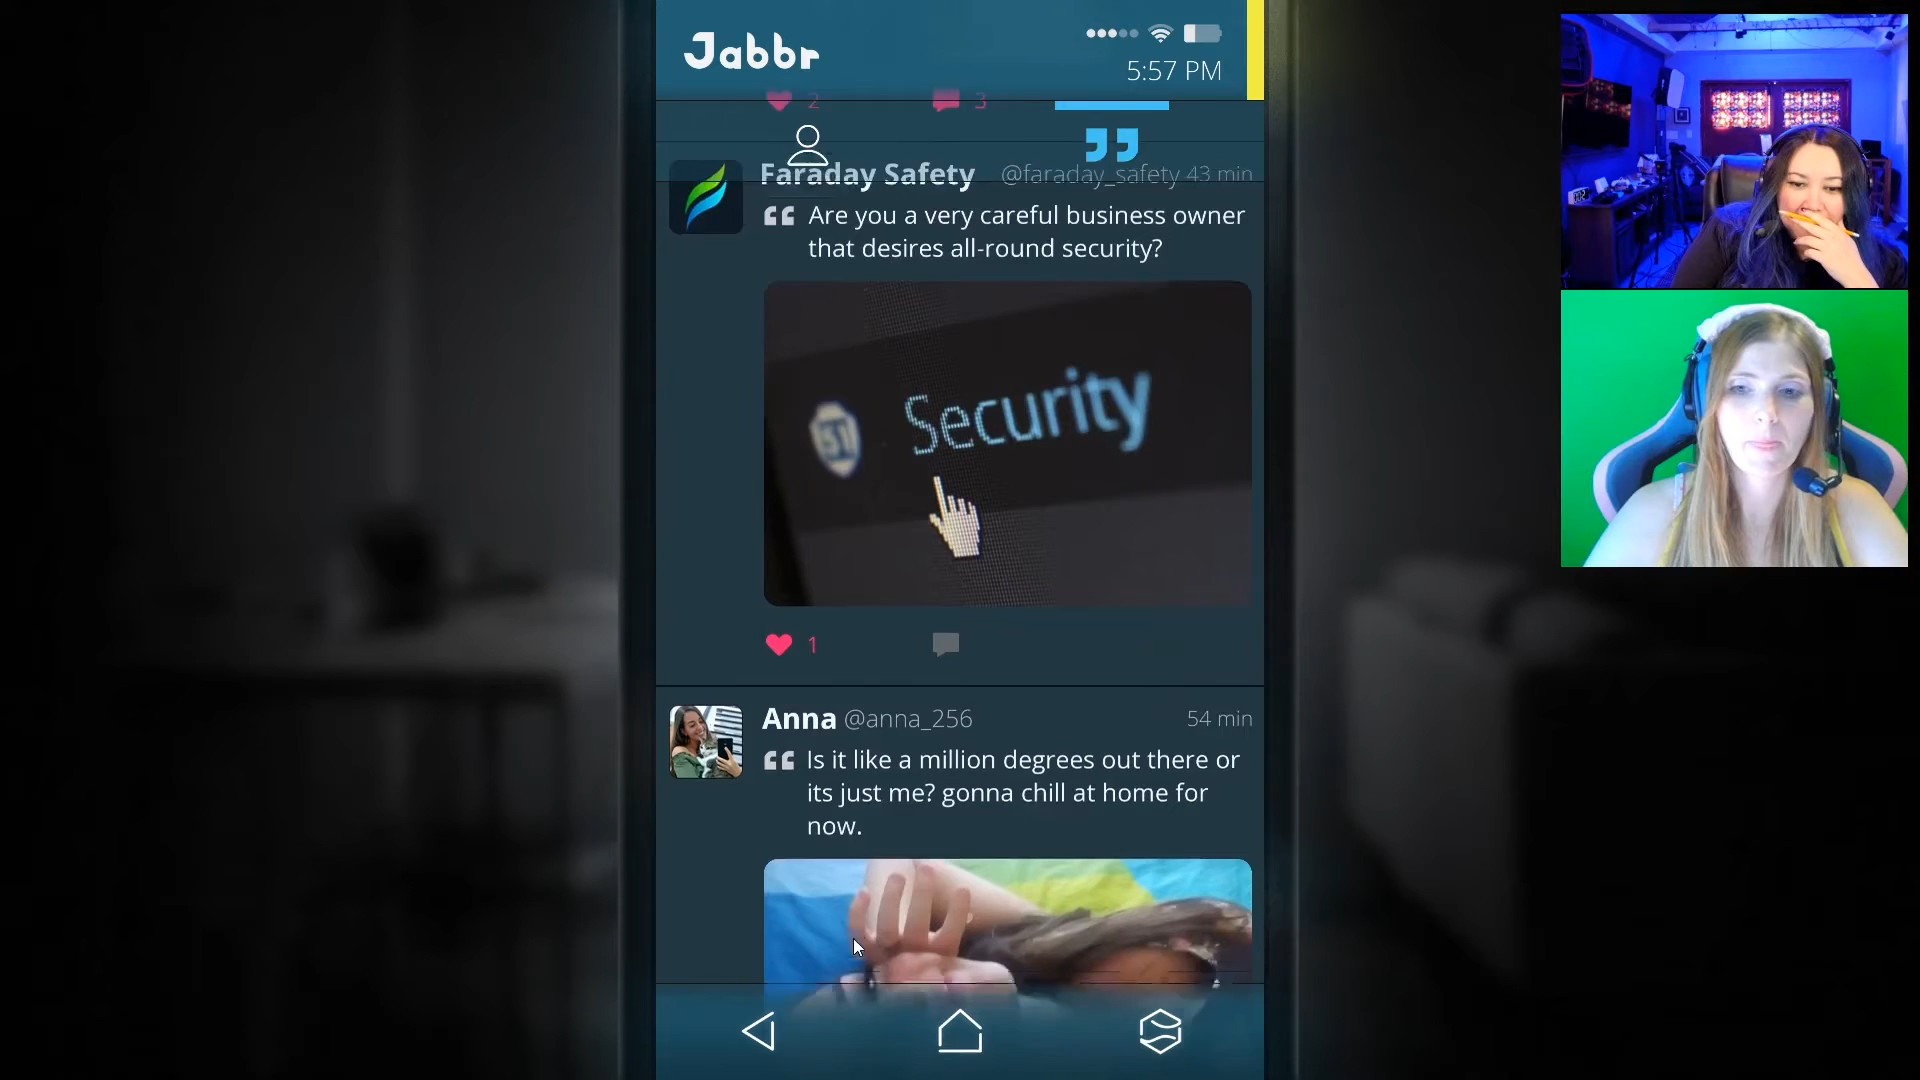 Jabbr
5:57 PM
2 3
Faraday Safety @faraday_safety 43 min
Are you a very careful business owner
that desires all-round security?
Security
1
Anna @anna_256 54 min
Is it like a million degrees out there or
its just me? gonna chill at home for
now.